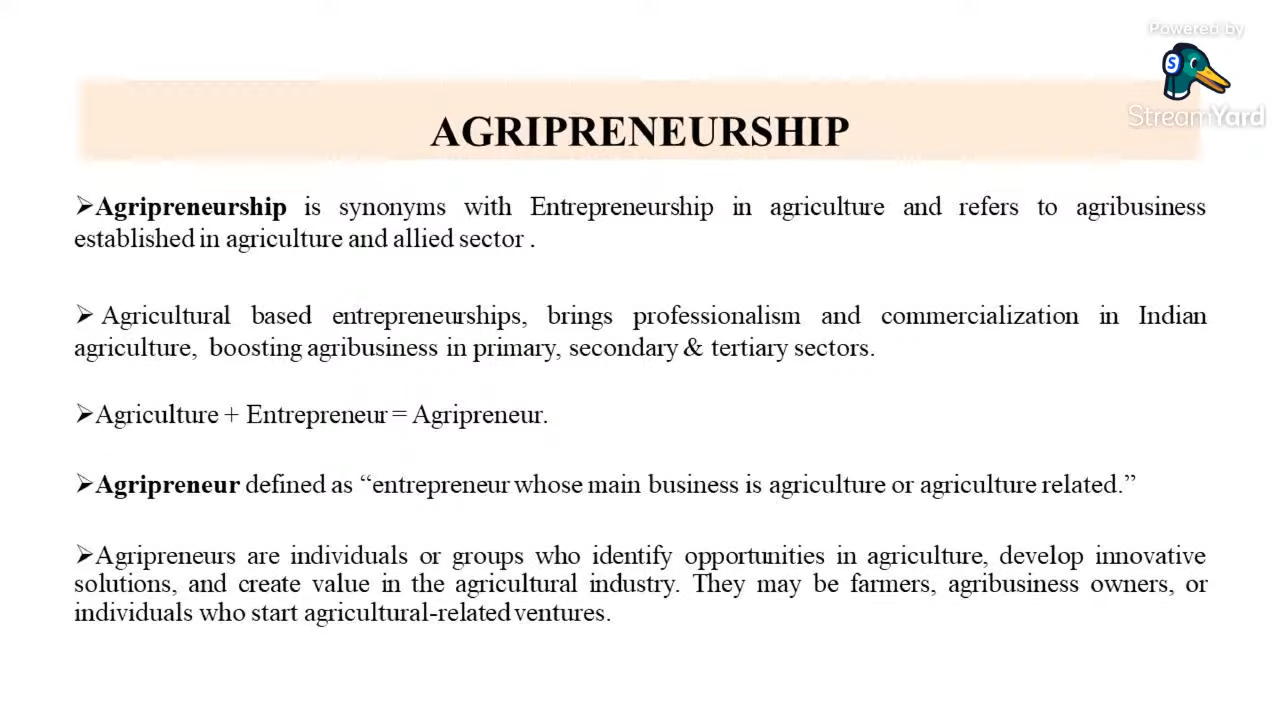 Powered by
S
StreamYard
AGRIPRENEURSHIP
➢Agripreneurship is synonyms with Entrepreneurship in agriculture and refers to agribusiness
established in agriculture and allied sector .
➢ Agricultural based entrepreneurships, brings professionalism and commercialization in Indian
agriculture, boosting agribusiness in primary, secondary & tertiary sectors.
➢Agriculture + Entrepreneur = Agripreneur.
➢Agripreneur defined as “entrepreneur whose main business is agriculture or agriculture related.”
➢Agripreneurs are individuals or groups who identify opportunities in agriculture, develop innovative
solutions, and create value in the agricultural industry. They may be farmers, agribusiness owners, or
individuals who start agricultural-related ventures.